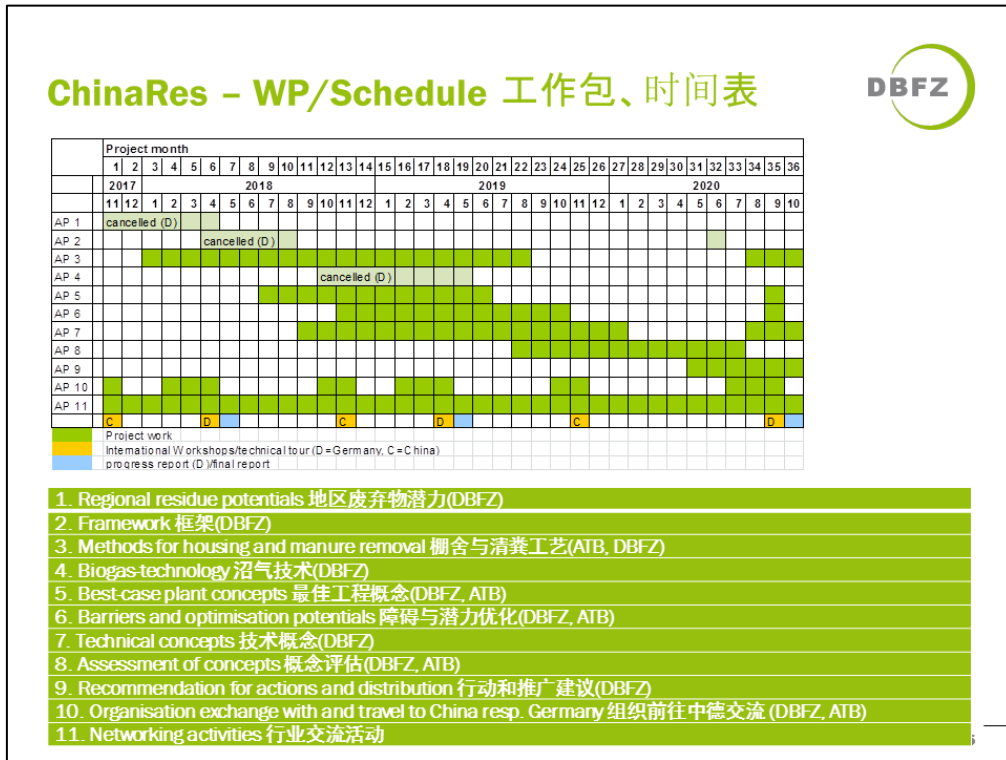 ChinaRes – WP/Schedule 工作包、时间表
DBFZ
Project month
1 2 3 4 5 6 7 8 9 10 11 12 13 14 15 16 17 18 19 20 21 22 23 24 25 26 27 28 29 30 31 32 33 34 35 36
2017 2018 2019 2020
11 12 1 2 3 4 5 6 7 8 9 10 11 12 1 2 3 4 5 6 7 8 9 10 11 12 1 2 3 4 5 6 7 8 9 10
AP 1 cancelled (D)
AP 2 cancelled (D)
AP 3
AP 4 cancelled (D)
AP 5
AP 6
AP 7
AP 8
AP 9
AP 10
AP 11
C D C D C D
Project work
International Workshops/technical tour (D=Germany, C=China)
progress report (D)/final report
1. Regional residue potentials 地区废弃物潜力(DBFZ)
2. Framework 框架(DBFZ)
3. Methods for housing and manure removal 棚舍与清粪工艺(ATB, DBFZ)
4. Biogas-technology 沼气技术(DBFZ)
5. Best-case plant concepts 最佳工程概念(DBFZ, ATB)
6. Barriers and optimisation potentials 障碍与潜力优化(DBFZ, ATB)
7. Technical concepts 技术概念(DBFZ)
8. Assessment of concepts 概念评估(DBFZ, ATB)
9. Recommendation for actions and distribution 行动和推广建议(DBFZ)
10. Organisation exchange with and travel to China resp. Germany 组织前往中德交流 (DBFZ, ATB)
11. Networking activities 行业交流活动